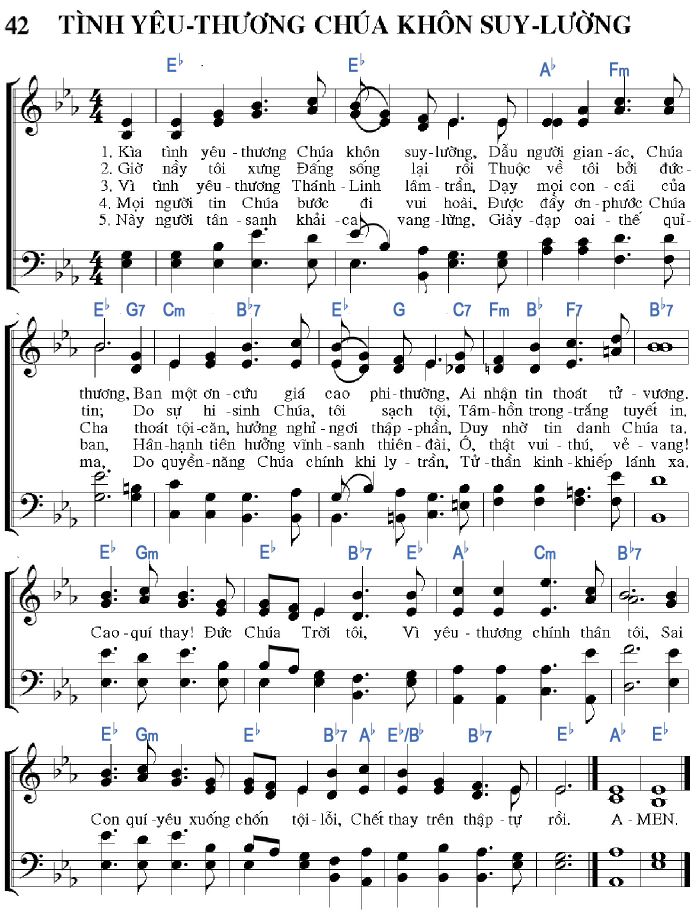 42 TÌNH YÊU-THƯƠNG CHÚA KHÔN SUY-LƯỜNG
E♭ E♭ A♭ Fm
1. Kìa tình yêu-thương Chúa khôn suy-lường, Dẫu người gian-ác, Chúa
2. Giờ nầy tôi xưng Đấng sống lại rồi Thuộc về tôi bởi đức-
3. Vì tình yêu-thương Thánh-Linh lâm-trần, Dạy mọi con-cái của
4. Mọi người tin Chúa bước đi vui hoài, Được đầy ơn-phước Chúa
5. Này người tân-sanh khải-ca vang-lừng, Giày-đạp oai-thế quỉ-
E♭ G7 Cm B♭7 E♭ G C7 Fm B♭ F7 B♭7
thương, Ban một ơn-cứu giá cao phi-thường, Ai nhận tin thoát tử-vương.
tin; Do sự hi-sinh Chúa, tôi sạch tội, Tâm-hồn trong-trắng tuyết in.
Cha thoát tội-căn, hưởng nghỉ-ngơi thập-phần, Duy nhờ tin danh Chúa ta.
ban, Hân-hạnh tiên hưởng vĩnh-sanh thiên-đài, Ô, thật vui-thú, vẻ-vang!
ma, Do quyền-năng Chúa chính khi ly-trần, Tử-thần kinh-khiếp lánh xa.
E♭ Gm E♭ B♭7 E♭ A♭ Cm B♭7
Cao-quí thay! Đức Chúa Trời tôi, Vì yêu-thương chính thân tôi, Sai
E♭ Gm E♭ B♭7 A♭ E♭/B♭ B♭7 E♭ A♭ E♭
Con quí-yêu xuống chốn tội-lỗi, Chết thay trên thập-tự rồi. A-MEN.